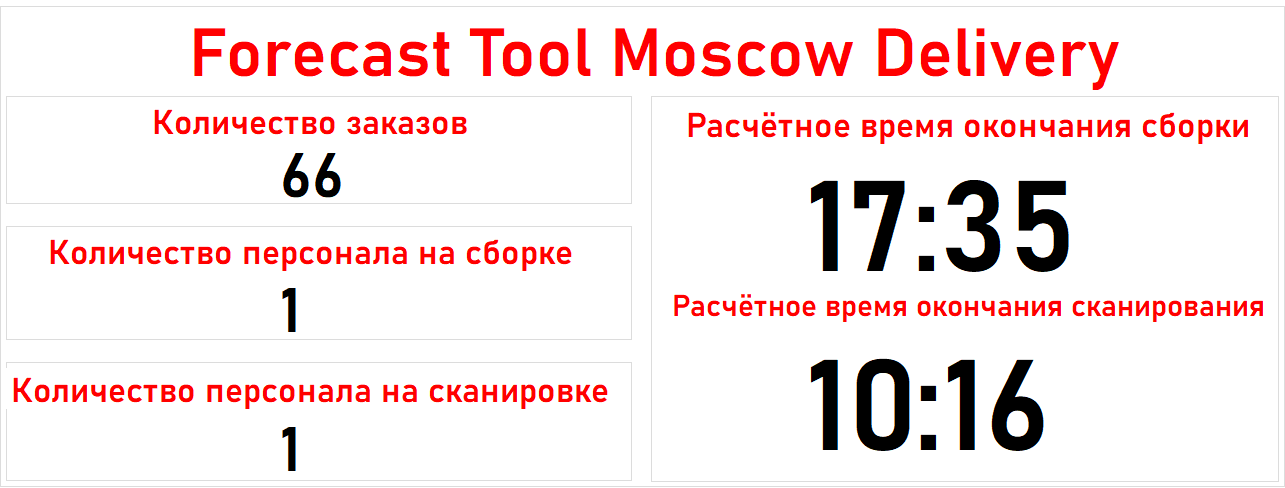 Forecast Tool Moscow Delivery
Количество заказов
66
Количество персонала на сборке
1
Количество персонала на сканировке
1
Расчётное время окончания сборки
17:35
Расчётное время окончания сканирования
10:16